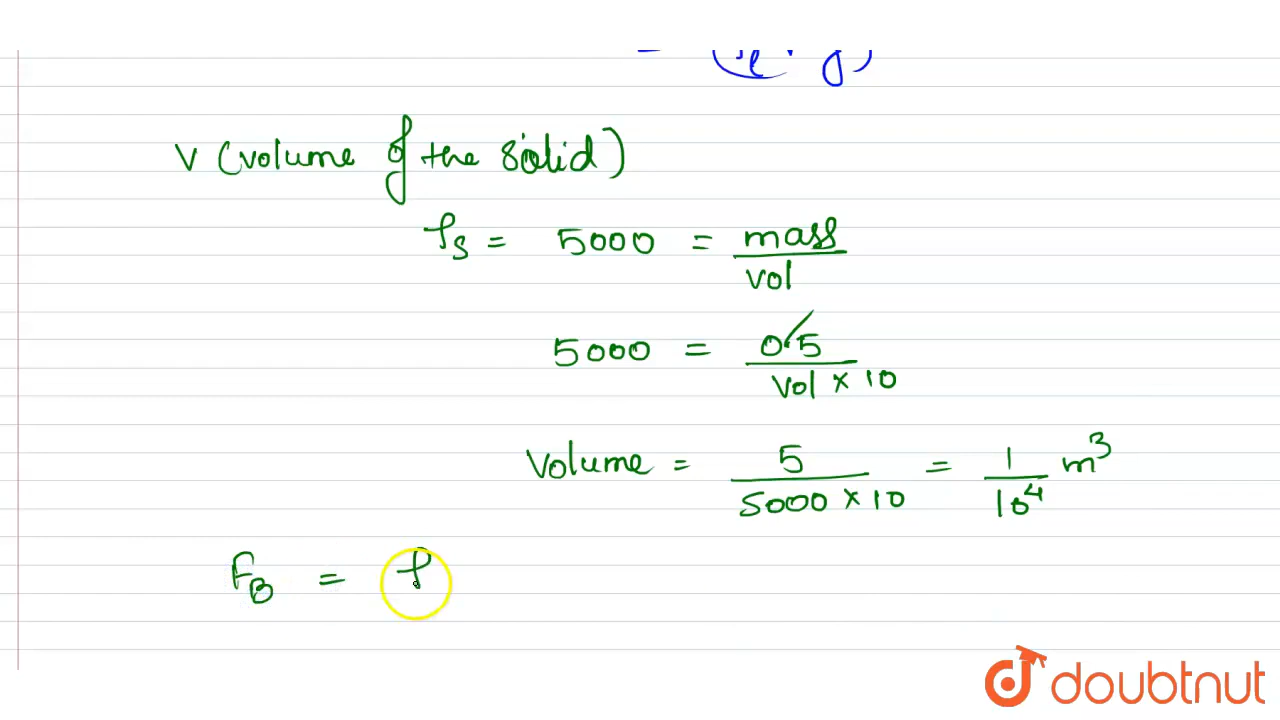 V (volume of the solid)
ρs = 5000 = mass / vol
5000 = 0.5 / Vol × 10
Volume = 5 / 5000 × 10 = 1 / 10⁴ m³
FB = ρ
doubtnut